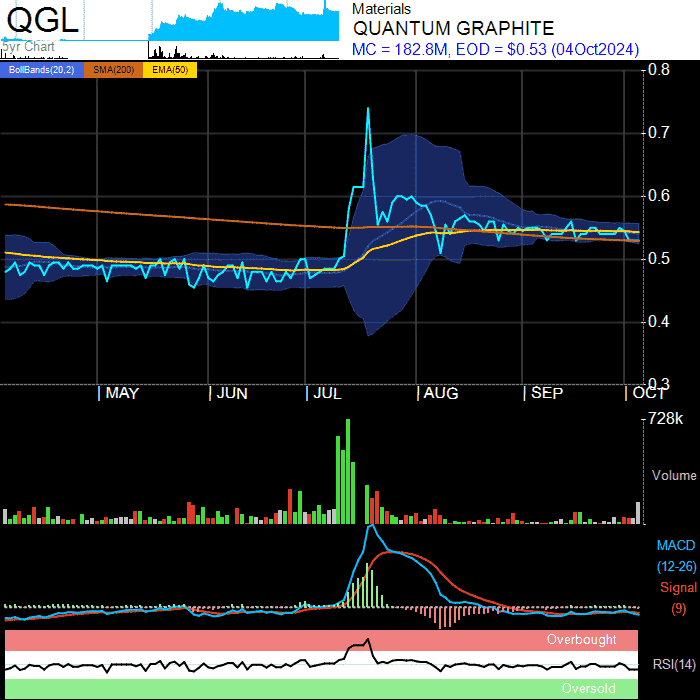 QGL
5yr Chart
Materials
QUANTUM GRAPHITE
MC = 182.8M, EOD = $0.53 (04Oct2024)
BollBands(20,2) SMA(200) EMA(50)
0.8
0.7
0.6
0.5
0.4
0.3
MAY JUN JUL AUG SEP OCT
728k
Volume
MACD
(12-26)
Signal
(9)
Overbought
RSI(14)
Oversold